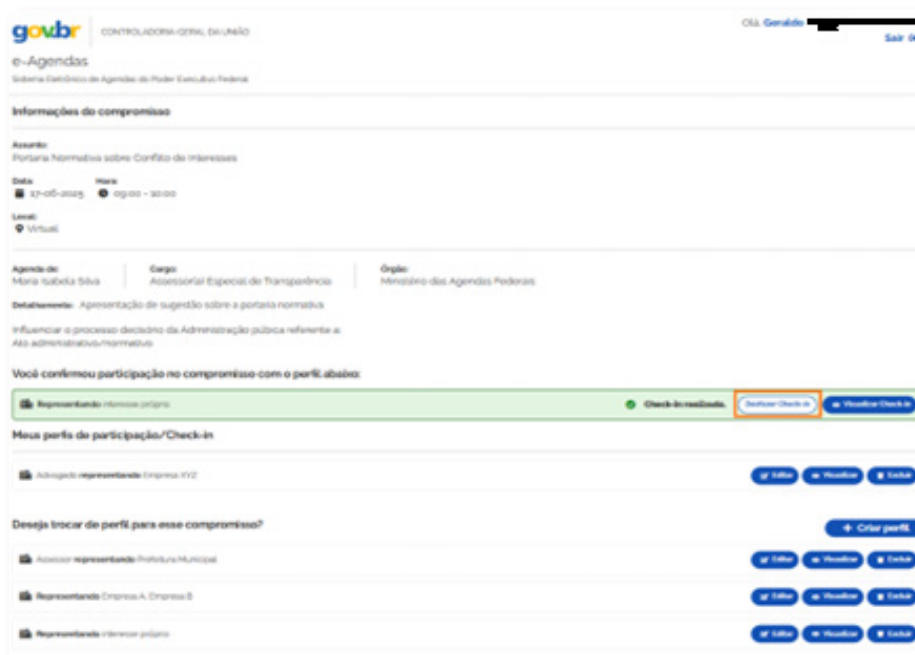 gov.br
CONTROLADORIA-GERAL DA UNIÃO
Olá, Geraldo
Sair
e-Agendas
Sistema Eletrônico de Agendas do Poder Executivo Federal
Informações do compromisso
Assunto:
Portaria Normativa sobre Conflito de Interesses
Data: Hora:
17-06-2025 09:00 - 10:00
Local:
Virtual
Agenda de: Cargo: Órgão:
Maria Isabela Silva Assessor(a) Especial de Transparência Ministério das Agendas Federais
Detalhamento: Apresentação de sugestão sobre a portaria normativa
Influenciar o processo decisório da Administração pública referente a:
Ato administrativo/normativo
Você confirmou participação no compromisso com o perfil abaixo:
Representando interesse próprio Check-in realizado. Desfazer Check-in Visualizar Check-in
Meus perfis de participação/Check-in
Advogado representando Empresa XYZ Editar Visualizar Excluir
Deseja trocar de perfil para esse compromisso? + Criar perfil
Assessor representando Prefeitura Municipal Editar Visualizar Excluir
Representando Empresa A, Empresa B Editar Visualizar Excluir
Representando interesse próprio Editar Visualizar Excluir